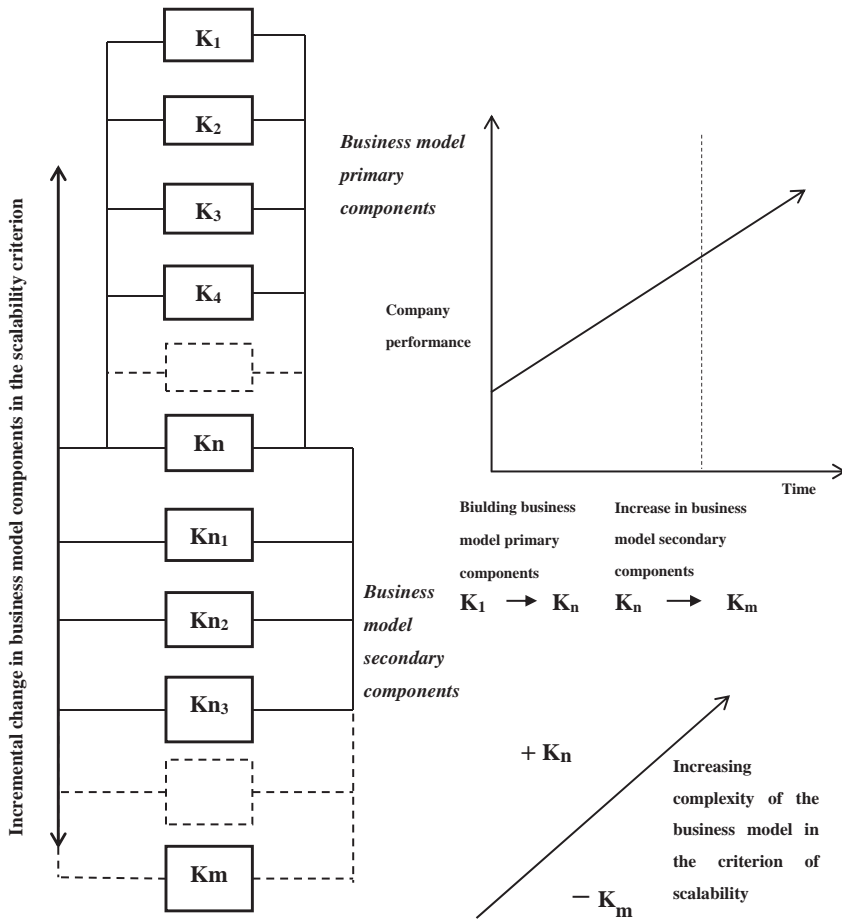 Incremental change in business model components in the scalability criterion
K1
K2
K3
K4
Kn
Kn1
Kn2
Kn3
Km
Business model
primary
components
Business
model
secondary
components
Company
performance
Time
Biulding business
model primary
components
K1 → Kn
Increase in business
model secondary
components
Kn → Km
+ Kn
– Km
Increasing
complexity of the
business model in
the criterion of
scalability